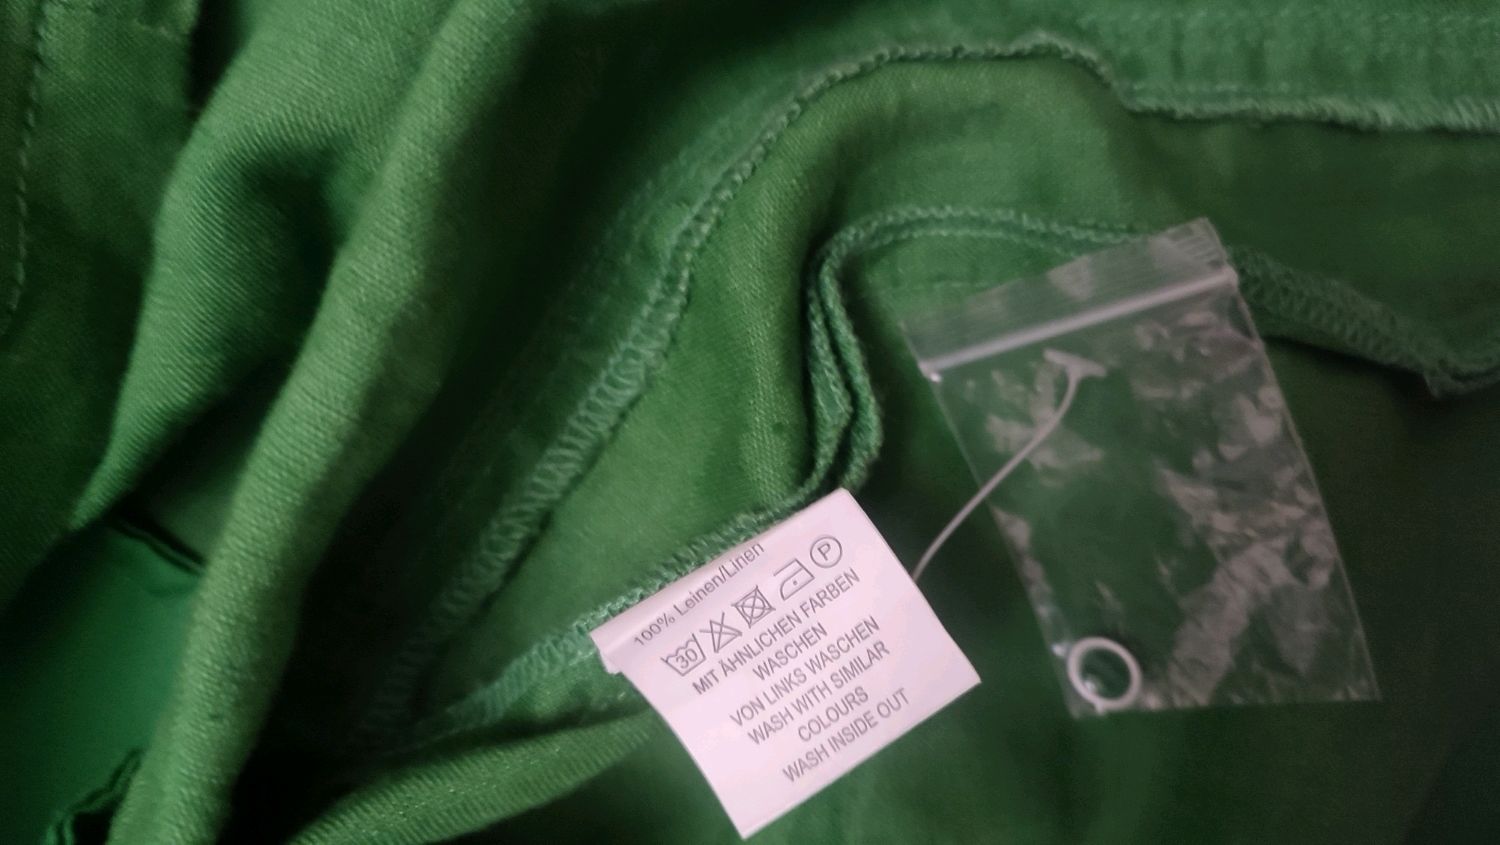 100% Leinen/Linen
30 P
MIT ÄHNLICHEN FARBEN
WASCHEN
VON LINKS WASCHEN
WASH WITH SIMILAR
COLOURS
WASH INSIDE OUT